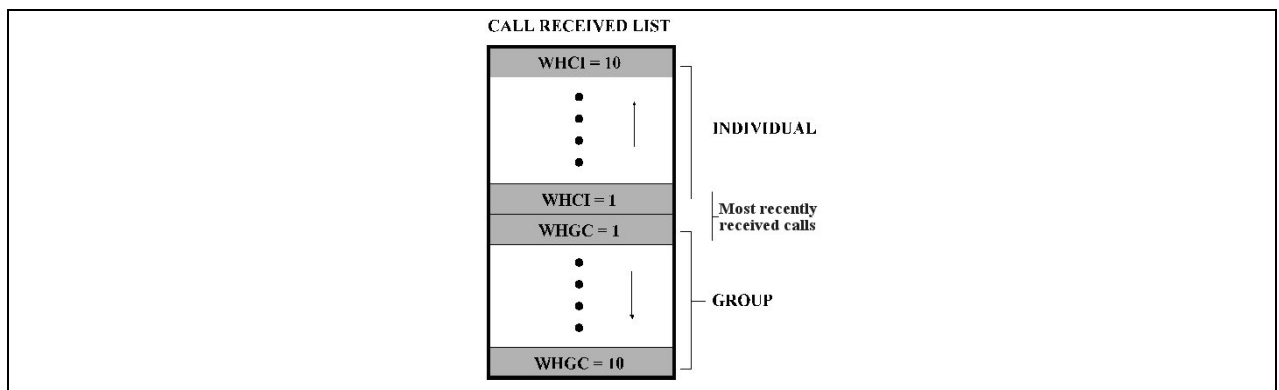 CALL RECEIVED LIST
WHCI = 10
INDIVIDUAL
WHCI = 1
Most recently
received calls
WHGC = 1
GROUP
WHGC = 10